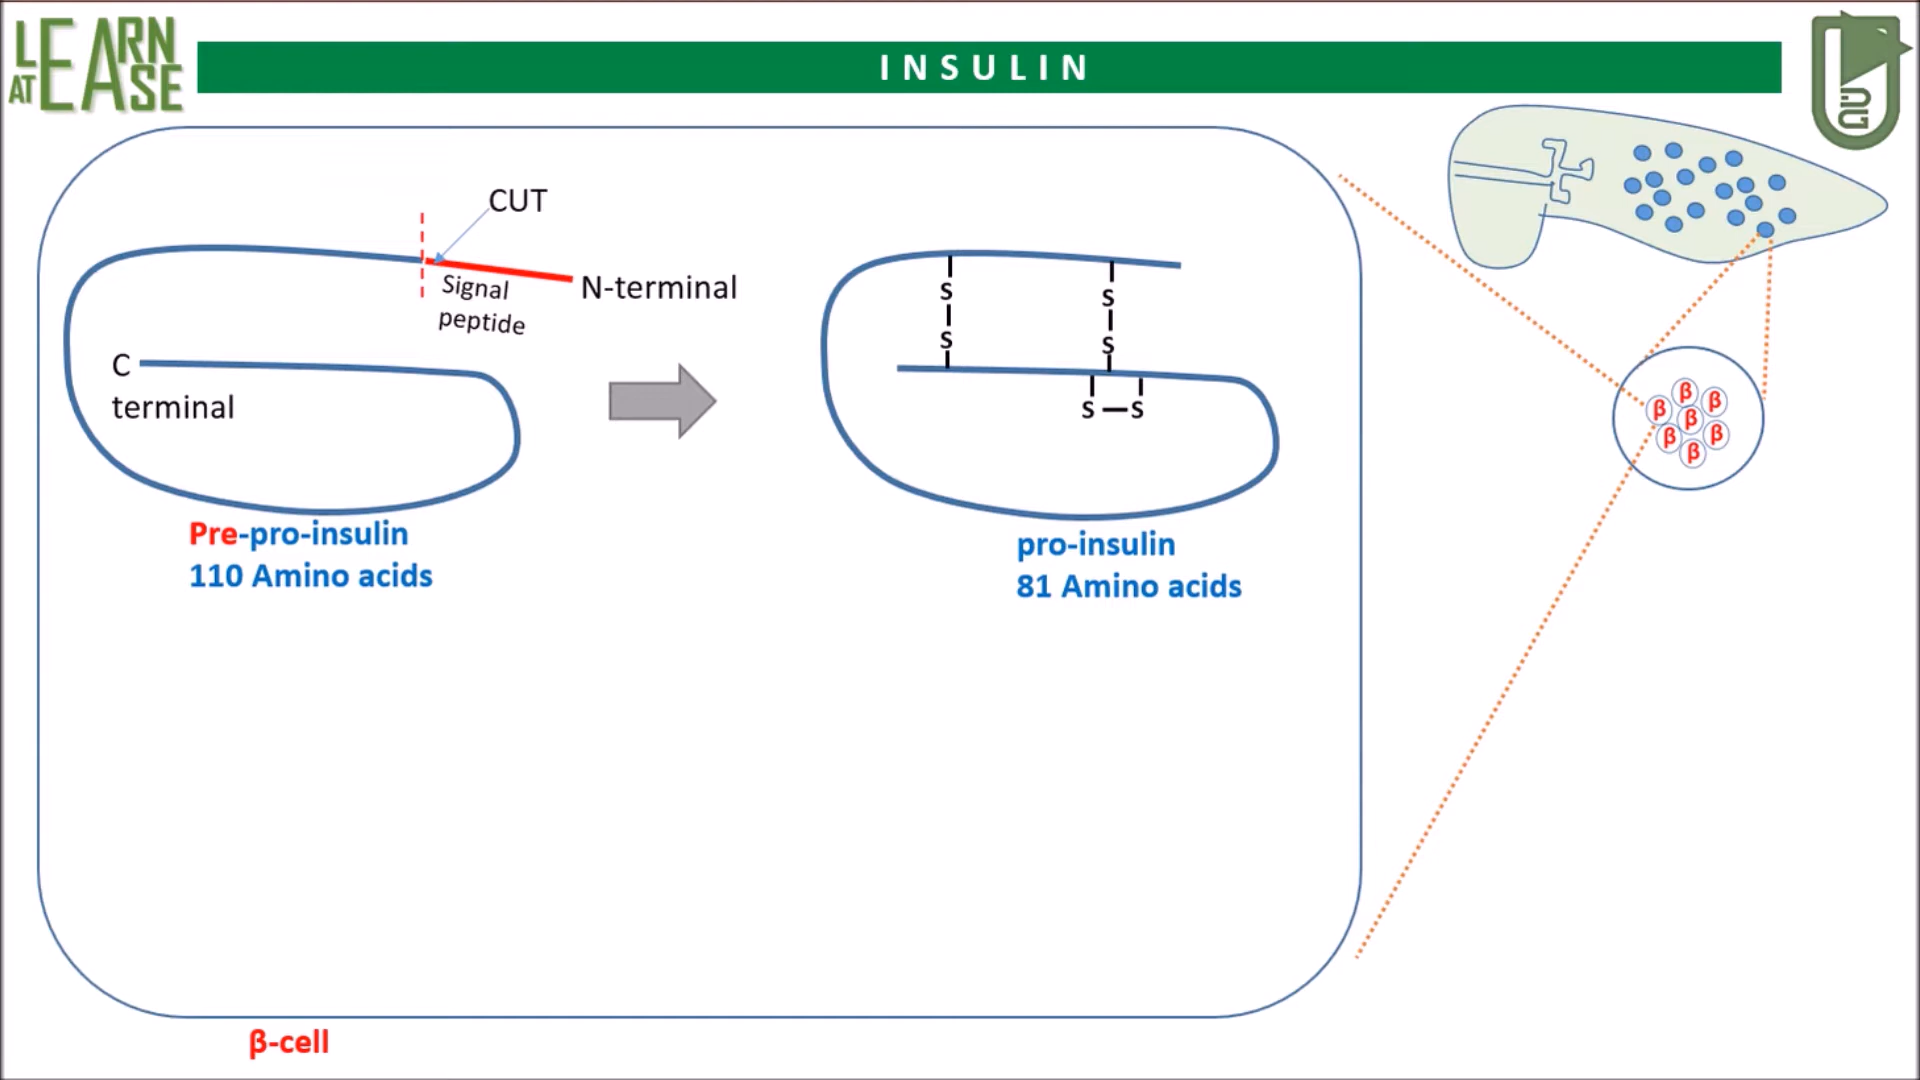 LEARN
AT EASE
INSULIN
CUT
Signal
peptide
N-terminal
C
terminal
Pre-pro-insulin
110 Amino acids
S
S
S
S
S
S
pro-insulin
81 Amino acids
β
β
β
β
β
β
β
β-cell